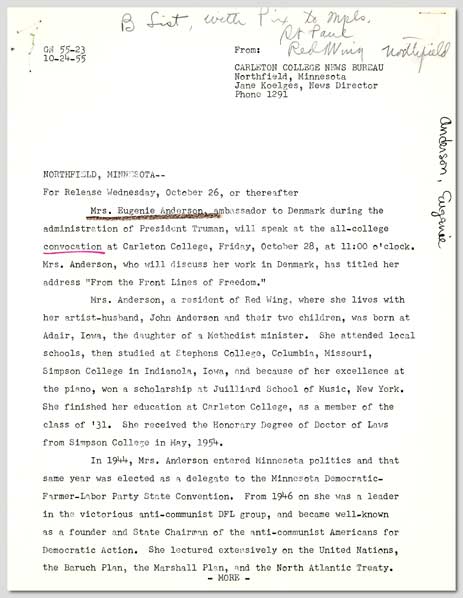 B List, with Pix to Mpls.
St Paul
Red Wing Northfield
GN 55-23
10-24-55
From:
CARLETON COLLEGE NEWS BUREAU
Northfield, Minnesota
Jane Koelges, News Director
Phone 1291
Anderson, Eugenie
NORTHFIELD, MINNESOTA--
For Release Wednesday, October 26, or thereafter
Mrs. Eugenie Anderson, ambassador to Denmark during the
administration of President Truman, will speak at the all-college
convocation at Carleton College, Friday, October 28, at 11:00 o'clock.
Mrs. Anderson, who will discuss her work in Denmark, has titled her
address "From the Front Lines of Freedom."
Mrs. Anderson, a resident of Red Wing, where she lives with
her artist-husband, John Anderson and their two children, was born at
Adair, Iowa, the daughter of a Methodist minister. She attended local
schools, then studied at Stephens College, Columbia, Missouri,
Simpson College in Indianola, Iowa, and because of her excellence at
the piano, won a scholarship at Juilliard School of Music, New York.
She finished her education at Carleton College, as a member of the
class of '31. She received the Honorary Degree of Doctor of Laws
from Simpson College in May, 1954.
In 1944, Mrs. Anderson entered Minnesota politics and that
same year was elected as a delegate to the Minnesota Democratic-
Farmer-Labor Party State Convention. From 1946 on she was a leader
in the victorious anti-communist DFL group, and became well-known
as a founder and State Chairman of the anti-communist Americans for
Democratic Action. She lectured extensively on the United Nations,
the Baruch Plan, the Marshall Plan, and the North Atlantic Treaty.
- MORE -